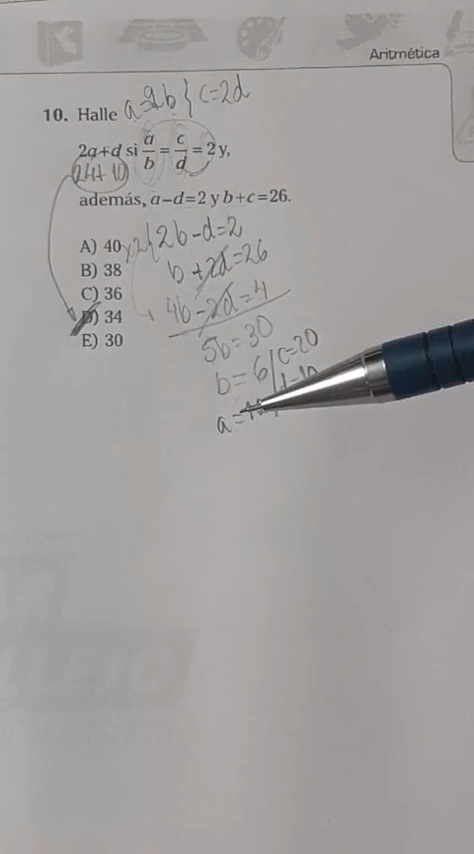 Aritmética
10. Halle a=2b { c=2d
2a+d si a/b = c/d = 2 y,
24+10
además, a–d=2 y b+c=26.
A) 40 x2{ 2b-d=2
B) 38 b+2d=26
C) 36
D) 34 4b-2d=4
E) 30 5b=30
b=6 / c=20
d=10
a=